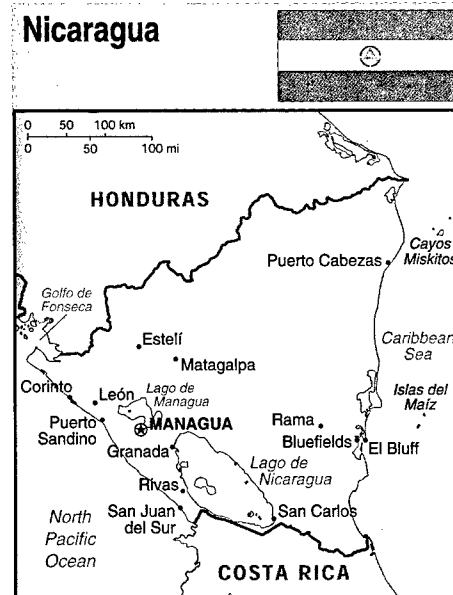 Nicaragua
0 50 100 km
0 50 100 mi
HONDURAS
Puerto Cabezas
Cayos
Miskitos
Golfo de
Fonseca
Caribbean
Sea
Estelí
Matagalpa
Corinto
León
Lago de
Managua
Islas del
Maíz
Puerto
Sandino
MANAGUA
Rama
Granada
Bluefields
El Bluff
Lago de
Nicaragua
Rivas
San Juan
del Sur
San Carlos
North
Pacific
Ocean
COSTA RICA